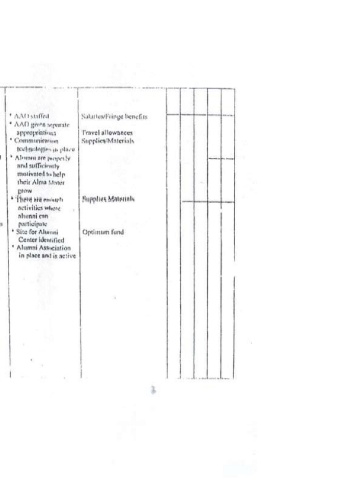 * AAO staffed
* AAO given separate
appropriations
* Communication
technologies in place
* Alumni are properly
and sufficiently
motivated to help
their Alma Mater
grow
* There are enough
activities where
alumni can
participate
* Site for Alumni
Center Identified
* Alumni Association
in place and is active
Salaries/Fringe benefits
Travel allowances
Supplies/Materials
Supplies Materials
Optimum fund